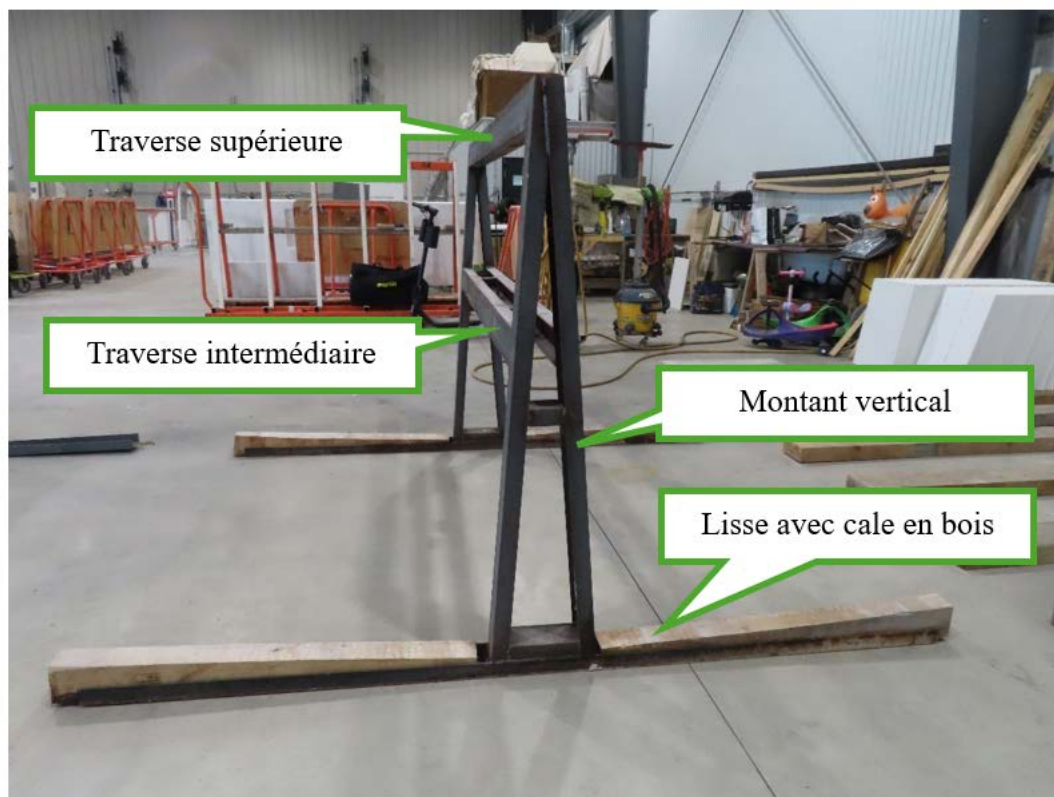 Traverse supérieure
Traverse intermédiaire
Montant vertical
Lisse avec cale en bois